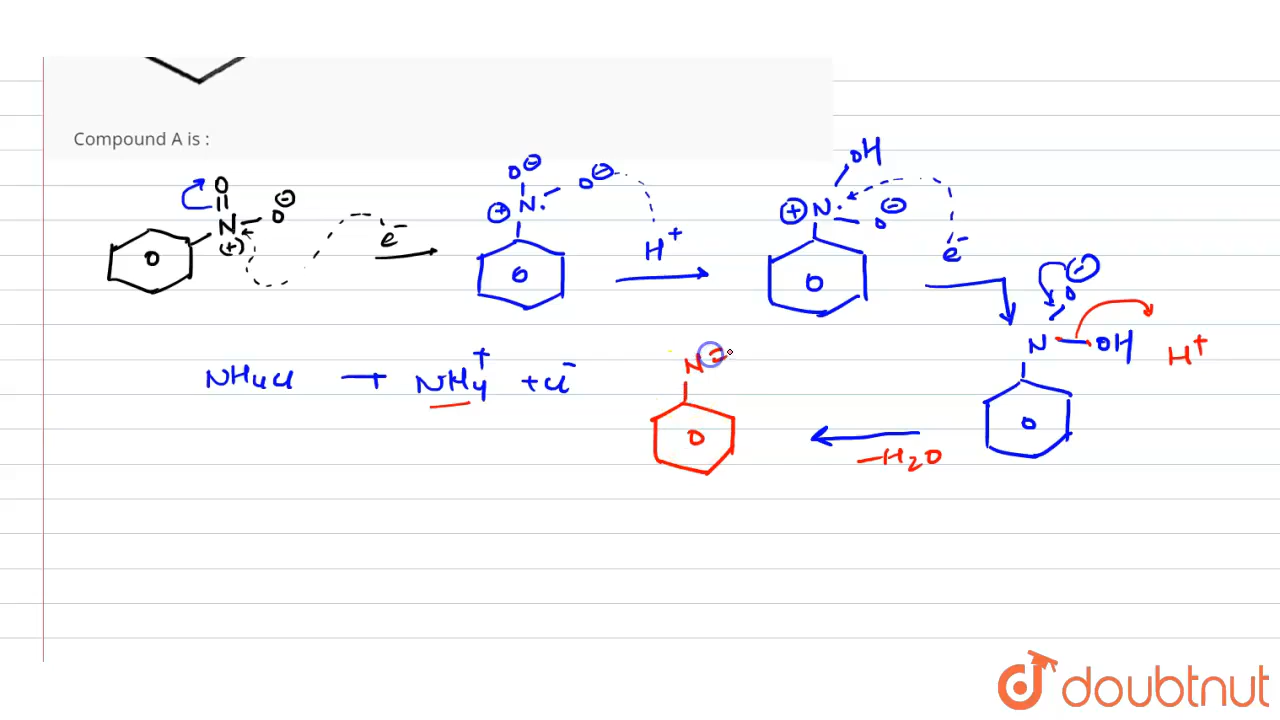 Compound A is :
O
N
(+)
O ⊖
O
e⁻
O ⊖
⊕ N .
O ⊖
O
H⁺
OH
⊕ N .
O ⊖
O
e⁻
O ⊖
N OH
O
H⁺
NH4Cl → NH4⁺ + Cl⁻
N =
O
-H2O
doubtnut